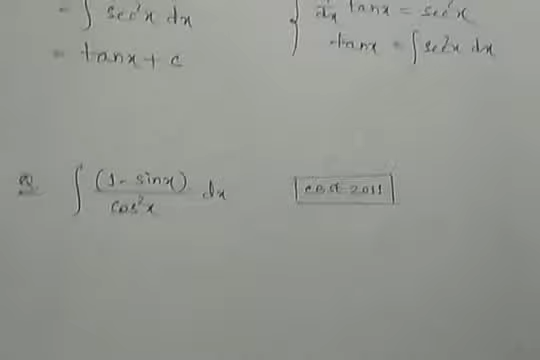 = ∫ sec²x dx
= tanx + c
d/dx tanx = sec²x
tanx = ∫ sec²x dx
Q. ∫ (1 - sinx)/cos²x dx
CBSE 2011